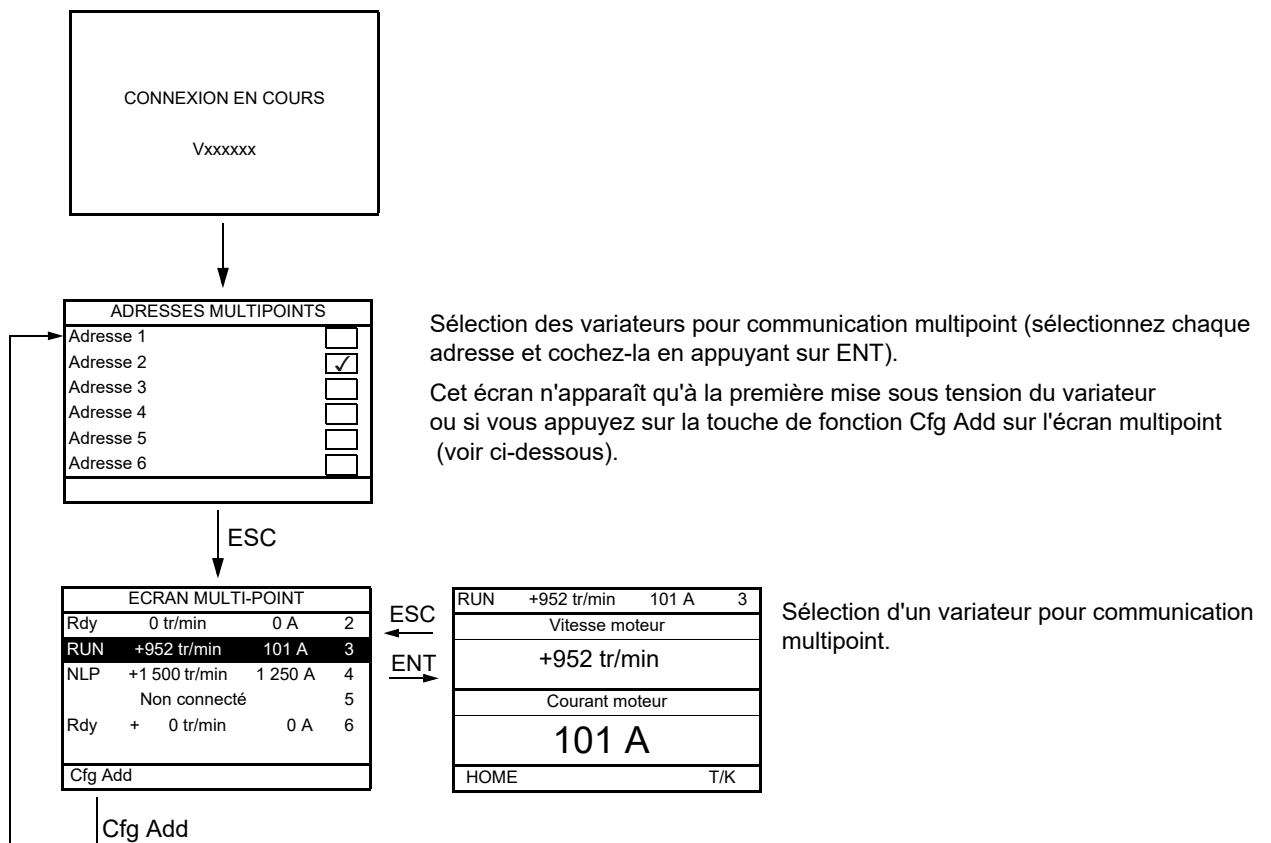 CONNEXION EN COURS
Vxxxxxx
ADRESSES MULTIPOINTS
Adresse 1
Adresse 2 ✓
Adresse 3
Adresse 4
Adresse 5
Adresse 6
Sélection des variateurs pour communication multipoint (sélectionnez chaque
adresse et cochez-la en appuyant sur ENT).
Cet écran n'apparaît qu'à la première mise sous tension du variateur
ou si vous appuyez sur la touche de fonction Cfg Add sur l'écran multipoint
(voir ci-dessous).
ESC
ECRAN MULTI-POINT
Rdy 0 tr/min 0 A 2
RUN +952 tr/min 101 A 3
NLP +1 500 tr/min 1 250 A 4
Non connecté 5
Rdy + 0 tr/min 0 A 6
Cfg Add
ESC
ENT
RUN +952 tr/min 101 A 3
Vitesse moteur
+952 tr/min
Courant moteur
101 A
HOME T/K
Sélection d'un variateur pour communication
multipoint.
Cfg Add